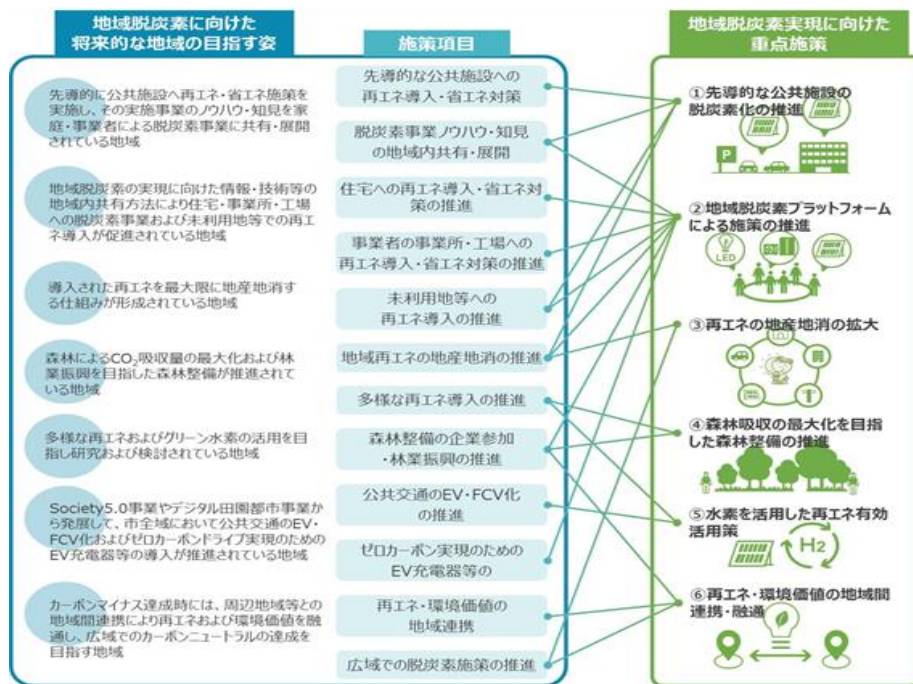 地域脱炭素に向けた
将来的な地域の目指す姿
先導的に公共施設へ再エネ・省エネ施策を
実施し、その実施事業のノウハウ・知見を家
庭・事業者による脱炭素事業に共有・展開
されている地域
地域脱炭素の実現に向けた情報・技術等の
地域内共有方法により住宅・事業所・工場
への脱炭素事業および未利用地等での再エ
ネ導入が促進されている地域
導入された再エネを最大限に地産地消す
る仕組みが形成されている地域
森林によるCO₂吸収量の最大化および林
業振興を目指した森林整備が推進されて
いる地域
多様な再エネおよびグリーン水素の活用を目
指し研究および検討されている地域
Society5.0事業やデジタル田園都市事業か
ら発展して、市全域において公共交通のEV・
FCV化およびゼロカーボンドライブ実現のための
EV充電器等の導入が推進されている地域
カーボンマイナス達成時には、周辺地域等との
地域間連携により再エネおよび環境価値を融
通し、広域でのカーボンニュートラルの達成を
目指す地域
施策項目
先導的な公共施設への
再エネ導入・省エネ対策
脱炭素事業ノウハウ・知見
の地域内共有・展開
住宅への再エネ導入・省エネ対
策の推進
事業者の事業所・工場への
再エネ導入・省エネ対策の推進
未利用地等への
再エネ導入の推進
地域再エネの地産地消の推進
多様な再エネ導入の推進
森林整備の企業参加
・林業振興の推進
公共交通のEV・FCV化
の推進
ゼロカーボン実現のための
EV充電器等の
再エネ・環境価値の
地域連携
広域での脱炭素施策の推進
地域脱炭素実現に向けた
重点施策
①先導的な公共施設の
脱炭素化の推進
P
②地域脱炭素プラットフォーム
による施策の推進
LED
③再エネの地産地消の拡大
④森林吸収の最大化を目指
した森林整備の推進
⑤水素を活用した再エネ有効
活用策
H2
⑥再エネ・環境価値の地域間
連携・融通